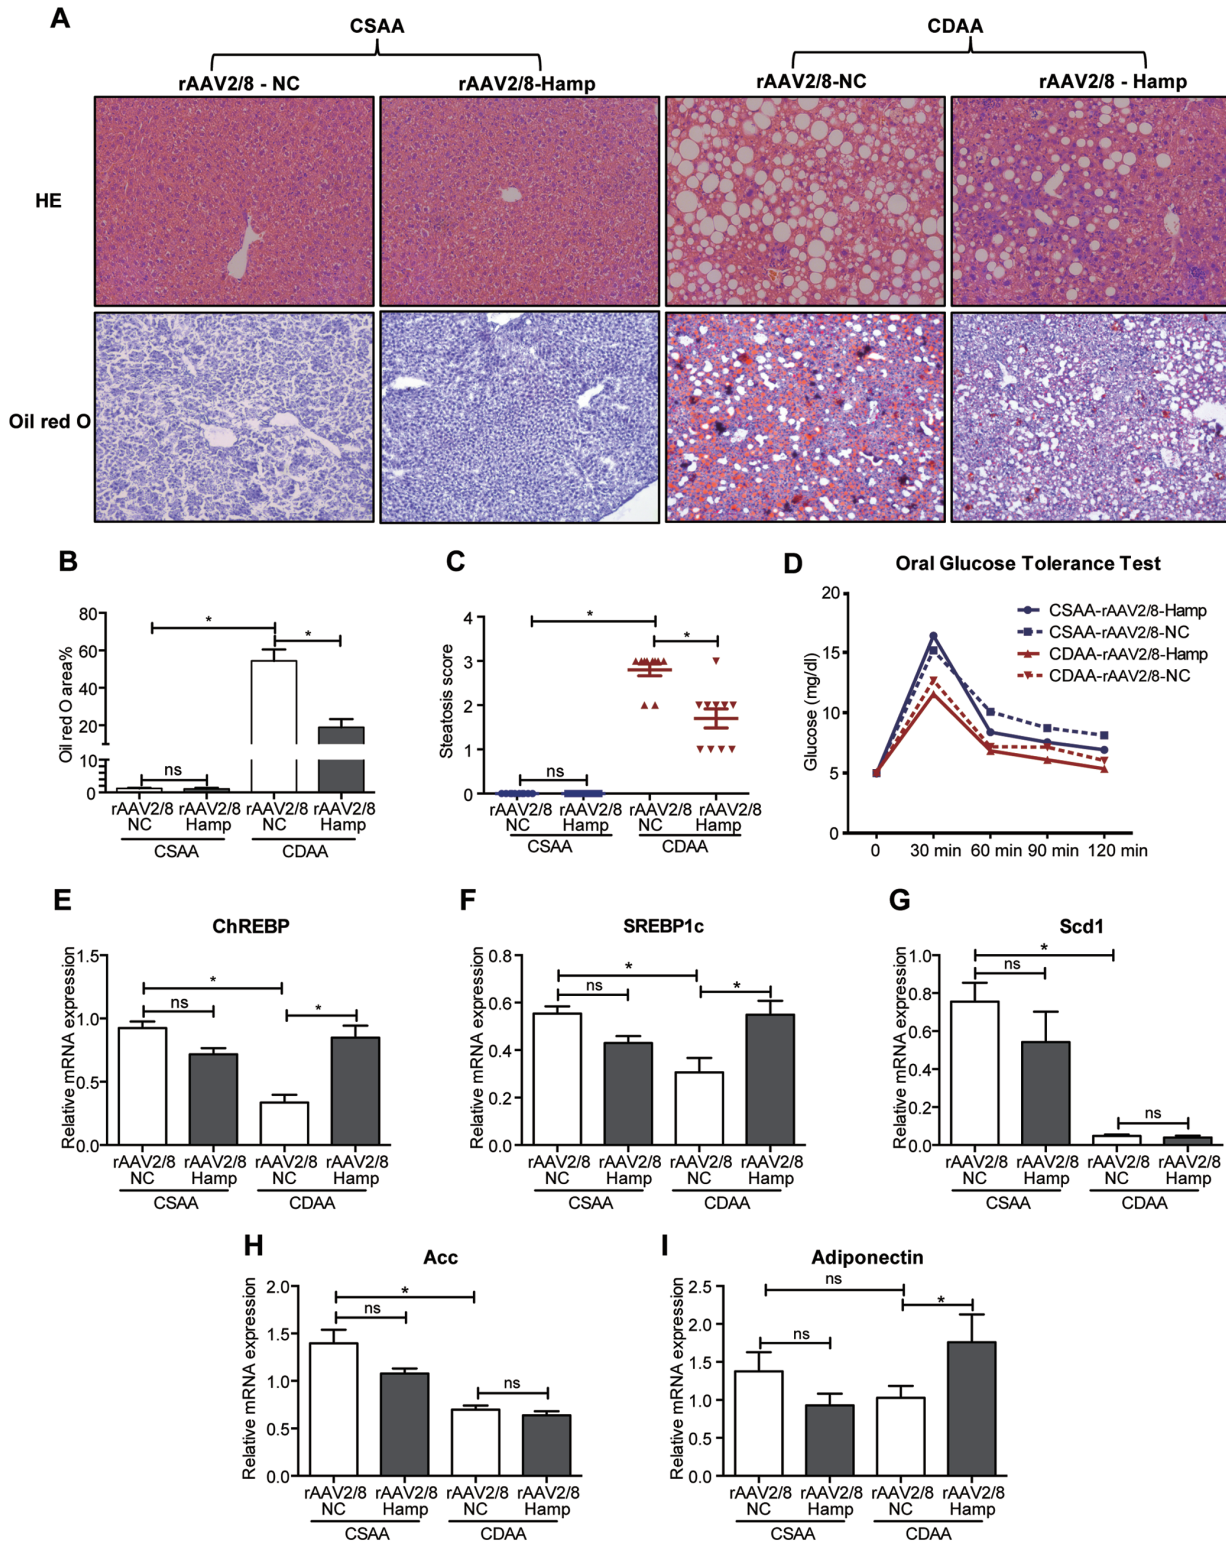 A
CSAA
CDAA
rAAV2/8 - NC
rAAV2/8-Hamp
rAAV2/8-NC
rAAV2/8 - Hamp
HE
Oil red O
B
Oil red O area%
80
60
40
20
10
0
*
*
ns
rAAV2/8 NC
rAAV2/8 Hamp
rAAV2/8 NC
rAAV2/8 Hamp
CSAA
CDAA
C
Steatosis score
4
3
2
1
0
*
*
ns
rAAV2/8 NC
rAAV2/8 Hamp
rAAV2/8 NC
rAAV2/8 Hamp
CSAA
CDAA
D
Oral Glucose Tolerance Test
Glucose (mg/dl)
20
15
10
5
0
CSAA-rAAV2/8-Hamp
CSAA-rAAV2/8-NC
CDAA-rAAV2/8-Hamp
CDAA-rAAV2/8-NC
0 30 min 60 min 90 min 120 min
E
ChREBP
Relative mRNA expression
1.5
1.0
0.5
0.0
*
ns
*
rAAV2/8 NC
rAAV2/8 Hamp
rAAV2/8 NC
rAAV2/8 Hamp
CSAA
CDAA
F
SREBP1c
Relative mRNA expression
0.8
0.6
0.4
0.2
0.0
*
ns
*
rAAV2/8 NC
rAAV2/8 Hamp
rAAV2/8 NC
rAAV2/8 Hamp
CSAA
CDAA
G
Scd1
Relative mRNA expression
1.0
0.8
0.6
0.4
0.2
0.0
*
ns
ns
rAAV2/8 NC
rAAV2/8 Hamp
rAAV2/8 NC
rAAV2/8 Hamp
CSAA
CDAA
H
Acc
Relative mRNA expression
2.0
1.5
1.0
0.5
0.0
*
ns
ns
rAAV2/8 NC
rAAV2/8 Hamp
rAAV2/8 NC
rAAV2/8 Hamp
CSAA
CDAA
I
Adiponectin
Relative mRNA expression
2.5
2.0
1.5
1.0
0.5
0.0
ns
*
ns
rAAV2/8 NC
rAAV2/8 Hamp
rAAV2/8 NC
rAAV2/8 Hamp
CSAA
CDAA